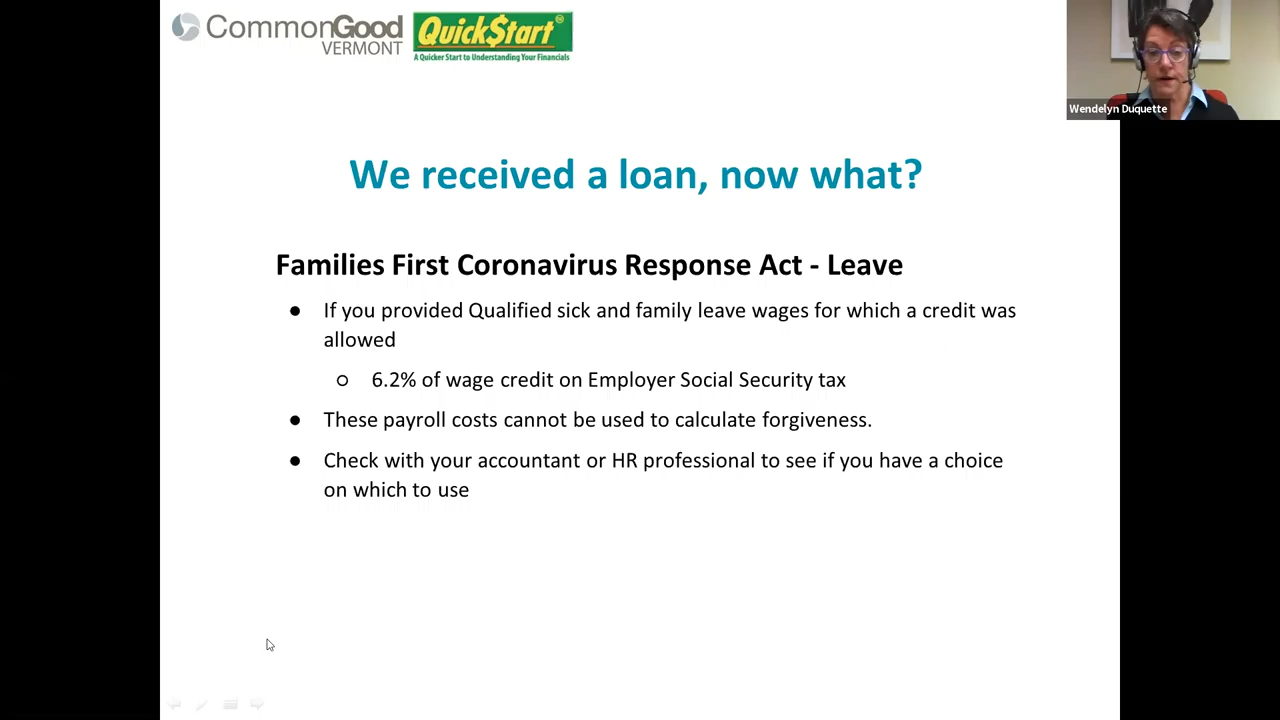 CommonGood
VERMONT
Quick$tart
A Quicker Start to Understanding Your Financials
Wendelyn Duquette
We received a loan, now what?
Families First Coronavirus Response Act - Leave
● If you provided Qualified sick and family leave wages for which a credit was
allowed
○ 6.2% of wage credit on Employer Social Security tax
● These payroll costs cannot be used to calculate forgiveness.
● Check with your accountant or HR professional to see if you have a choice
on which to use